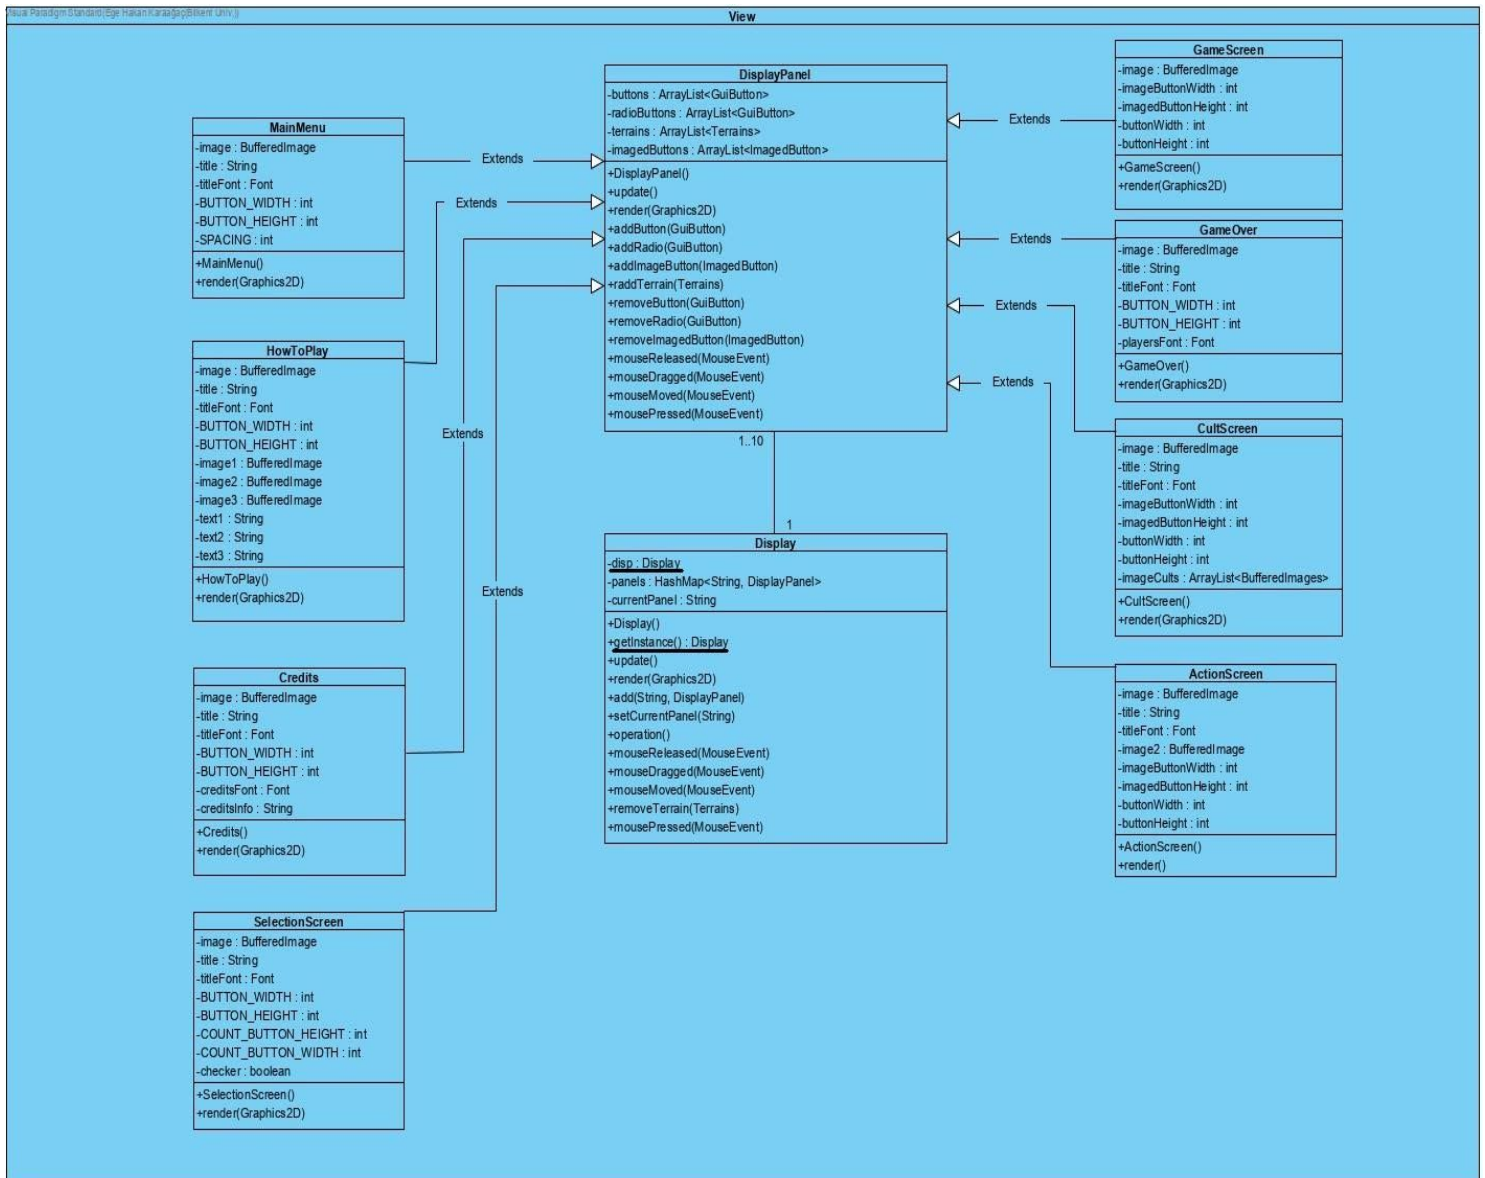 Visual Paradigm Standard(Ege Hakan Karaağaç(Bilkent Univ.))
View
MainMenu
-image : BufferedImage
-title : String
-titleFont : Font
-BUTTON_WIDTH : int
-BUTTON_HEIGHT : int
-SPACING : int
+MainMenu()
+render(Graphics2D)
HowToPlay
-image : BufferedImage
-title : String
-titleFont : Font
-BUTTON_WIDTH : int
-BUTTON_HEIGHT : int
-image1 : BufferedImage
-image2 : BufferedImage
-image3 : BufferedImage
-text1 : String
-text2 : String
-text3 : String
+HowToPlay()
+render(Graphics2D)
Credits
-image : BufferedImage
-title : String
-titleFont : Font
-BUTTON_WIDTH : int
-BUTTON_HEIGHT : int
-creditsFont : Font
-creditsInfo : String
+Credits()
+render(Graphics2D)
SelectionScreen
-image : BufferedImage
-title : String
-titleFont : Font
-BUTTON_WIDTH : int
-BUTTON_HEIGHT : int
-COUNT_BUTTON_HEIGHT : int
-COUNT_BUTTON_WIDTH : int
-checker : boolean
+SelectionScreen()
+render(Graphics2D)
Extends
Extends
Extends
Extends
DisplayPanel
-buttons : ArrayList<GuiButton>
-radioButtons : ArrayList<GuiButton>
-terrains : ArrayList<Terrains>
-imagedButtons : ArrayList<ImagedButton>
+DisplayPanel()
+update()
+render(Graphics2D)
+addButton(GuiButton)
+addRadio(GuiButton)
+addImageButton(ImagedButton)
+raddTerrain(Terrains)
+removeButton(GuiButton)
+removeRadio(GuiButton)
+removeImagedButton(ImagedButton)
+mouseReleased(MouseEvent)
+mouseDragged(MouseEvent)
+mouseMoved(MouseEvent)
+mousePressed(MouseEvent)
1..10
1
Display
-disp : Display
-panels : HashMap<String, DisplayPanel>
-currentPanel : String
+Display()
+getInstance() : Display
+update()
+render(Graphics2D)
+add(String, DisplayPanel)
+setCurrentPanel(String)
+operation()
+mouseReleased(MouseEvent)
+mouseDragged(MouseEvent)
+mouseMoved(MouseEvent)
+removeTerrain(Terrains)
+mousePressed(MouseEvent)
Extends
Extends
Extends
Extends
GameScreen
-image : BufferedImage
-imageButtonWidth : int
-imagedButtonHeight : int
-buttonWidth : int
-buttonHeight : int
+GameScreen()
+render(Graphics2D)
GameOver
-image : BufferedImage
-title : String
-titleFont : Font
-BUTTON_WIDTH : int
-BUTTON_HEIGHT : int
-playersFont : Font
+GameOver()
+render(Graphics2D)
CultScreen
-image : BufferedImage
-title : String
-titleFont : Font
-imageButtonWidth : int
-imagedButtonHeight : int
-buttonWidth : int
-buttonHeight : int
-imageCults : ArrayList<BufferedImages>
+CultScreen()
+render(Graphics2D)
ActionScreen
-image : BufferedImage
-title : String
-titleFont : Font
-image2 : BufferedImage
-imageButtonWidth : int
-imagedButtonHeight : int
-buttonWidth : int
-buttonHeight : int
+ActionScreen()
+render()